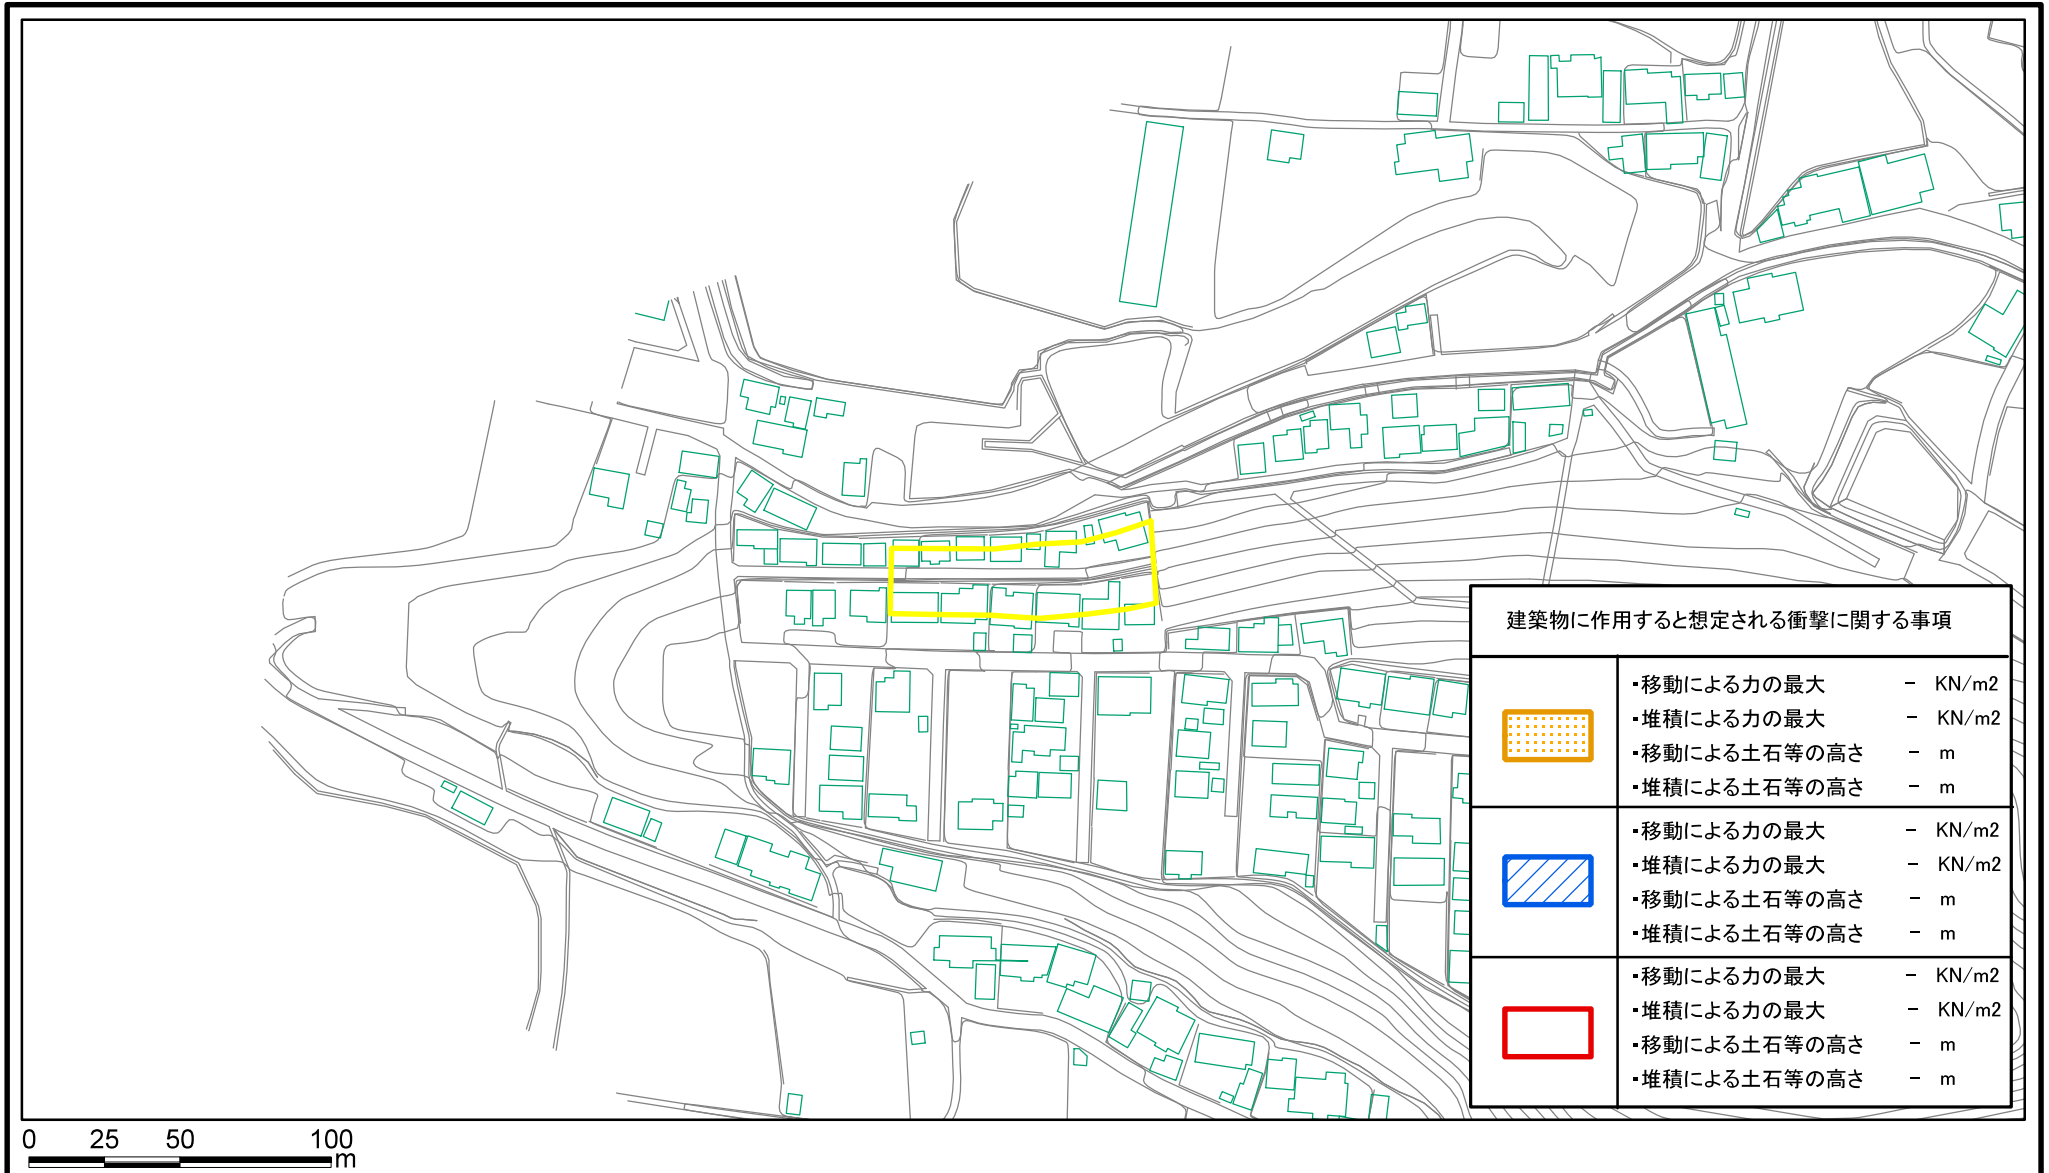 建築物に作用すると想定される衝撃に関する事項
・移動による力の最大 － KN/m2
・堆積による力の最大 － KN/m2
・移動による土石等の高さ － m
・堆積による土石等の高さ － m
・移動による力の最大 － KN/m2
・堆積による力の最大 － KN/m2
・移動による土石等の高さ － m
・堆積による土石等の高さ － m
・移動による力の最大 － KN/m2
・堆積による力の最大 － KN/m2
・移動による土石等の高さ － m
・堆積による土石等の高さ － m
0 25 50 100
m